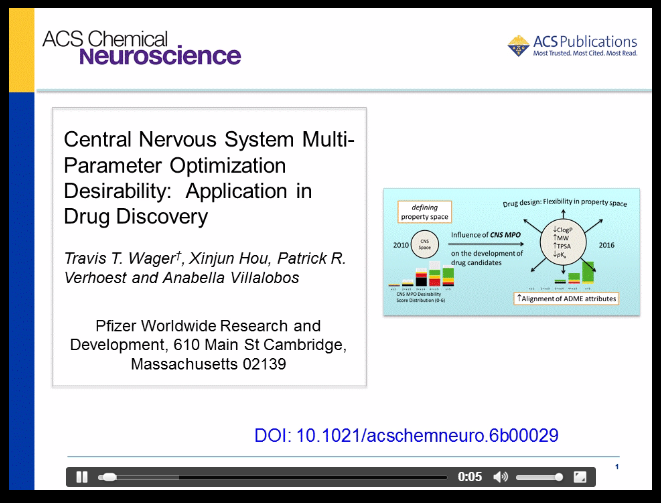 ACS Chemical
Neuroscience
ACS Publications
Most Trusted. Most Cited. Most Read.
Central Nervous System Multi-
Parameter Optimization
Desirability: Application in
Drug Discovery
Travis T. Wager†, Xinjun Hou, Patrick R.
Verhoest and Anabella Villalobos
Pfizer Worldwide Research and
Development, 610 Main St Cambridge,
Massachusetts 02139
defining
property space
2010
CNS
Space
CNS MPO Desirability
Score Distribution (0-6)
Influence of CNS MPO
on the development of
drug candidates
Drug design: Flexibility in property space
↓ClogP
↑MW
↑TPSA
↓pKa
2016
↑Alignment of ADME attributes
DOI: 10.1021/acschemneuro.6b00029
1
0:05